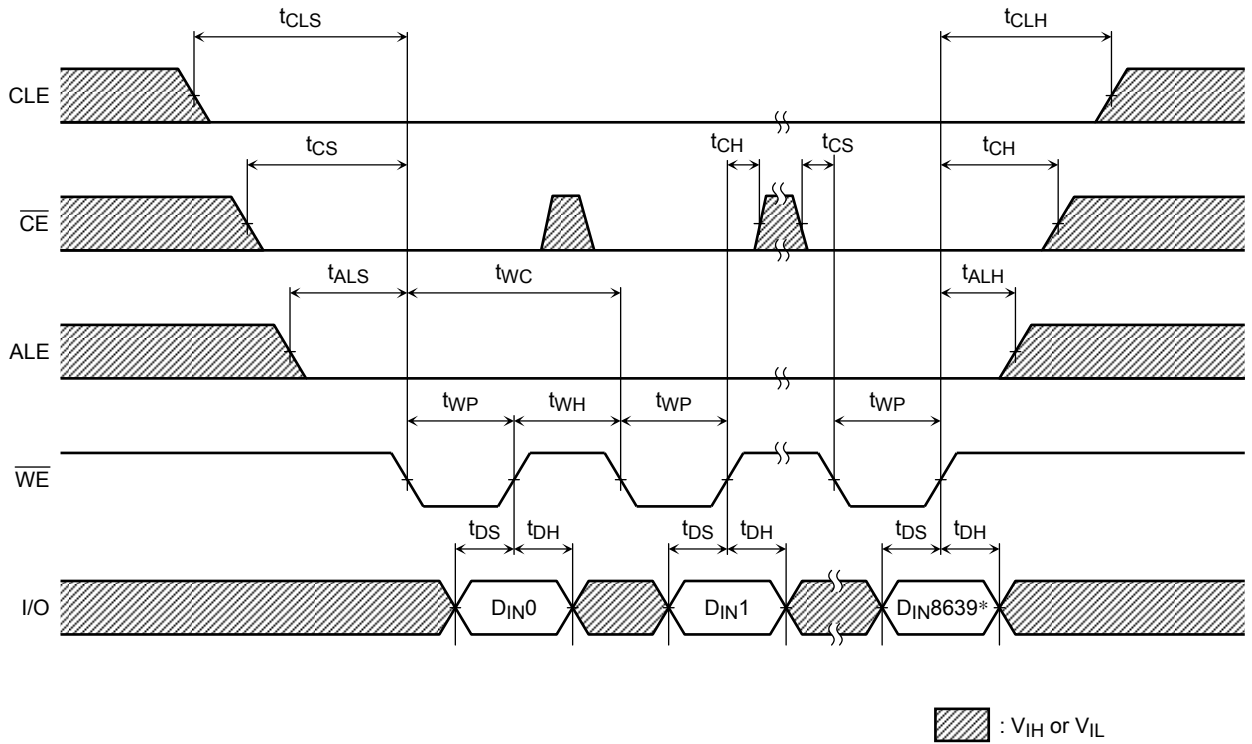 tCLS tCLH
CLE
tCS tCH tCS tCH
CE
tALS tWC tALH
ALE
tWP tWH tWP tWP
WE
tDS tDH tDS tDH tDS tDH
I/O DIN0 DIN1 DIN8639*
: VIH or VIL